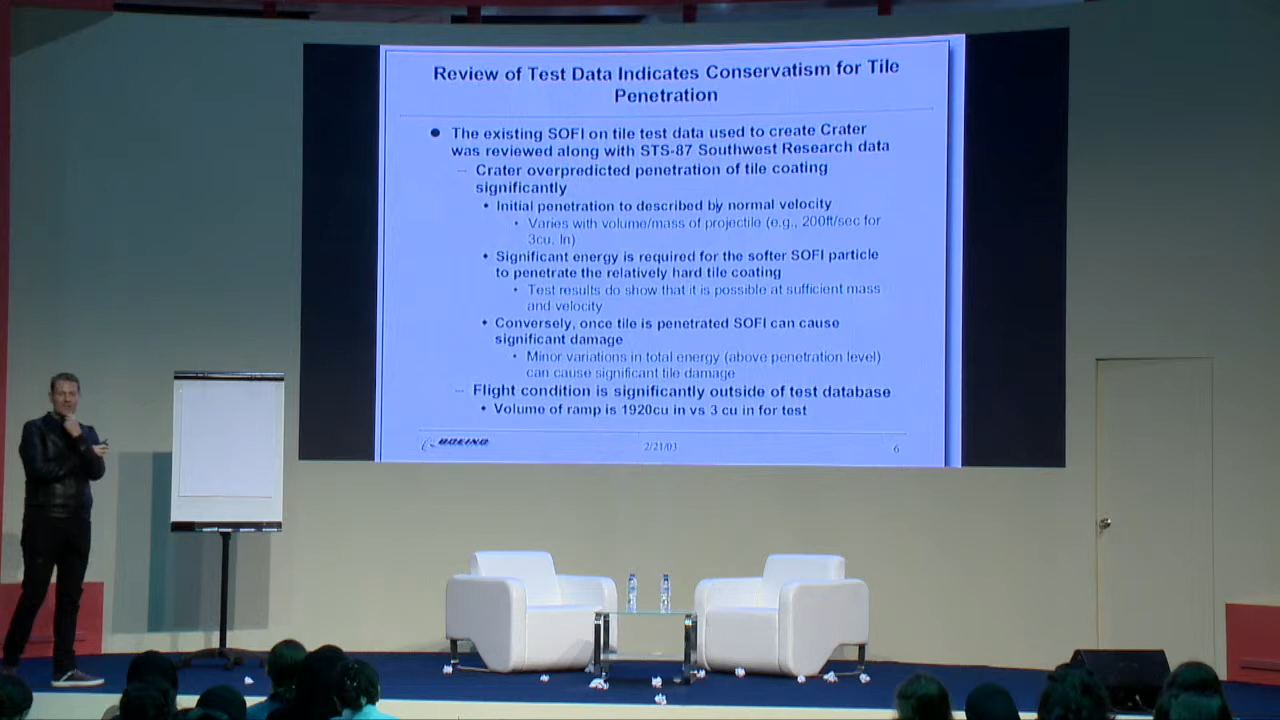 Review of Test Data Indicates Conservatism for Tile
Penetration
● The existing SOFI on tile test data used to create Crater
was reviewed along with STS-87 Southwest Research data
– Crater overpredicted penetration of tile coating
significantly
• Initial penetration to described by normal velocity
• Varies with volume/mass of projectile (e.g., 200ft/sec for
3cu. In)
• Significant energy is required for the softer SOFI particle
to penetrate the relatively hard tile coating
• Test results do show that it is possible at sufficient mass
and velocity
• Conversely, once tile is penetrated SOFI can cause
significant damage
• Minor variations in total energy (above penetration level)
can cause significant tile damage
– Flight condition is significantly outside of test database
• Volume of ramp is 1920cu in vs 3 cu in for test
BOEING 2/21/03 6